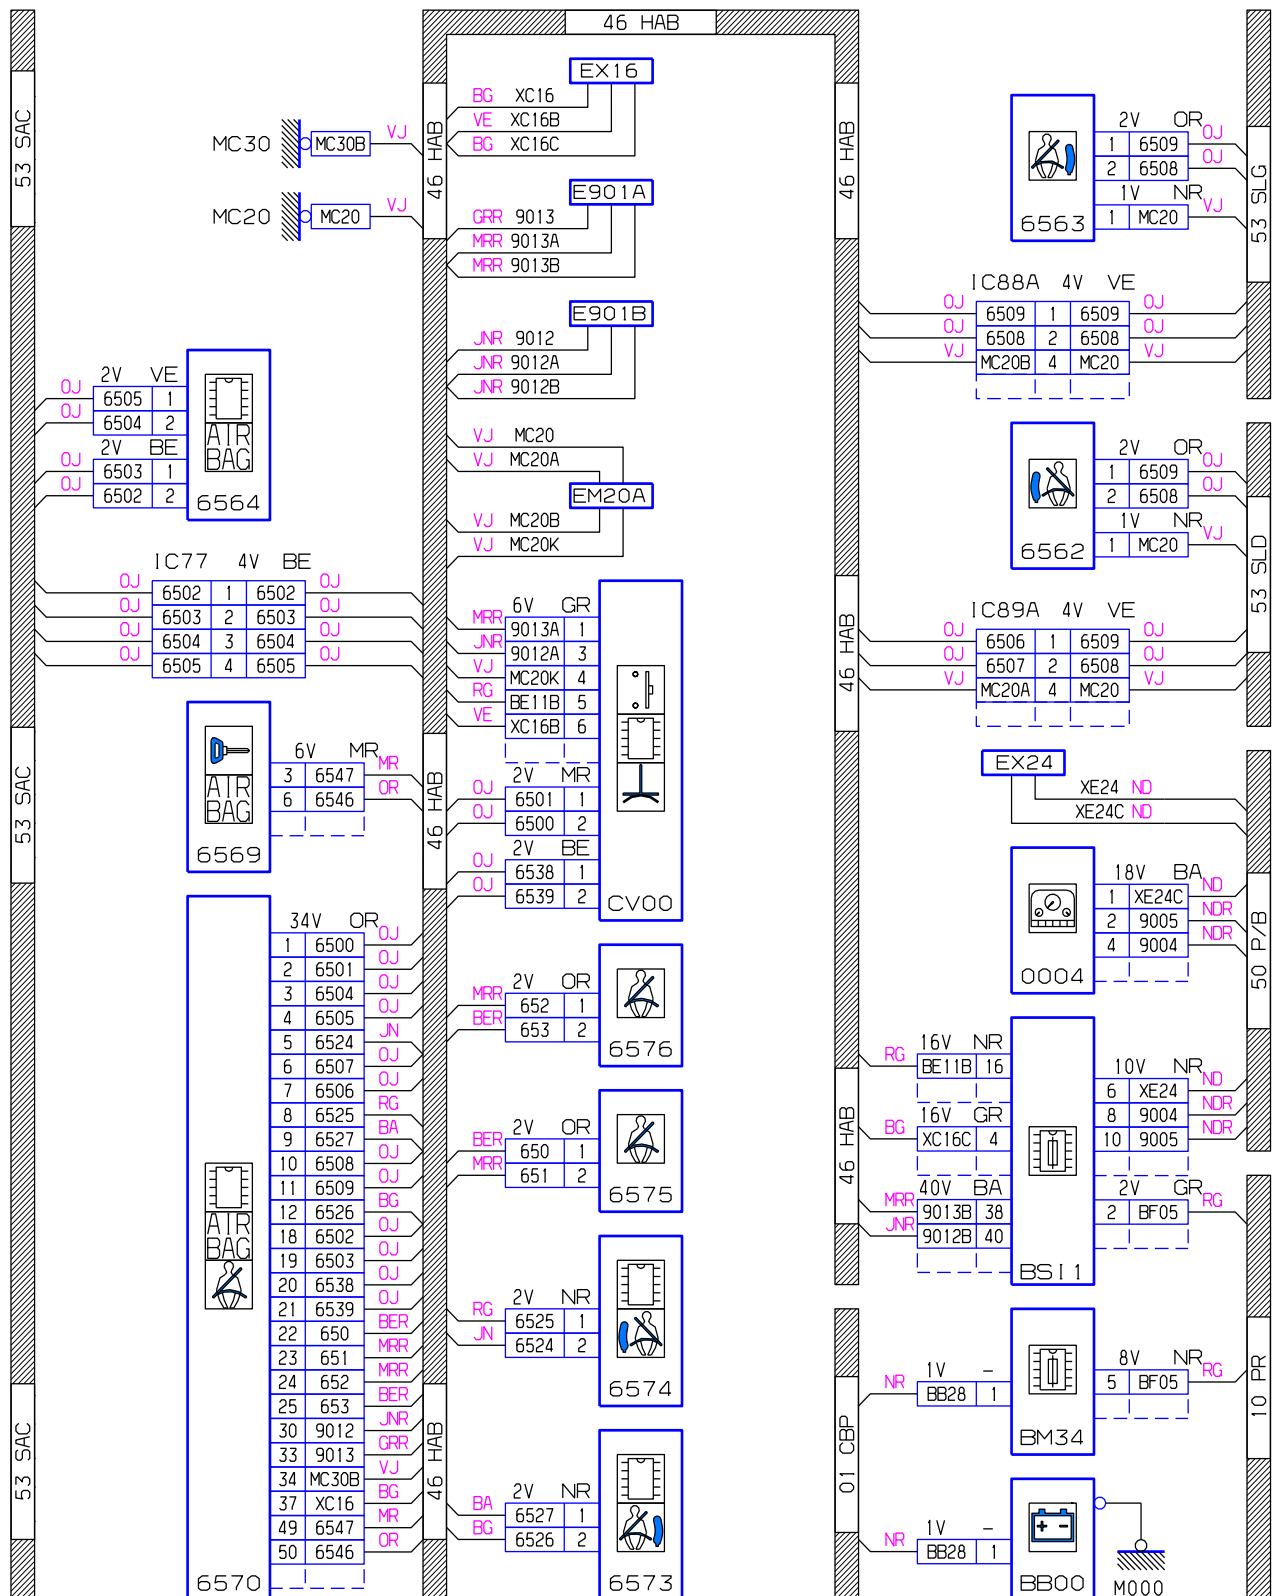 46 HAB
53 SAC
MC30 MC30B VJ
MC20 MC20 VJ
46 HAB
EX16
BG XC16
VE XC16B
BG XC16C
E901A
GRR 9013
MRR 9013A
MRR 9013B
E901B
JNR 9012
JNR 9012A
JNR 9012B
VJ MC20
VJ MC20A
EM20A
VJ MC20B
VJ MC20K
46 HAB
2V OR
1 6509 OJ
2 6508 OJ
1V NR
1 MC20 VJ
6563
53 SLG
IC88A 4V VE
OJ 6509 1 6509 OJ
OJ 6508 2 6508 OJ
VJ MC20B 4 MC20 VJ
2V VE
OJ 6505 1
OJ 6504 2
2V BE
OJ 6503 1
OJ 6502 2
AIR
BAG
6564
2V OR
1 6509 OJ
2 6508 OJ
1V NR
1 MC20 VJ
6562
53 SLD
IC77 4V BE
OJ 6502 1 6502 OJ
OJ 6503 2 6503 OJ
OJ 6504 3 6504 OJ
OJ 6505 4 6505 OJ
46 HAB
IC89A 4V VE
OJ 6506 1 6509 OJ
OJ 6507 2 6508 OJ
VJ MC20A 4 MC20 VJ
6V GR
MRR 9013A 1
JNR 9012A 3
VJ MC20K 4
RG BE11B 5
VE XC16B 6
2V MR
OJ 6501 1
OJ 6500 2
2V BE
OJ 6538 1
OJ 6539 2
CV00
53 SAC
AIR
BAG
6569
6V MR
3 6547 MR
6 6546 OR
46 HAB
EX24
XE24 ND
XE24C ND
18V BA
1 XE24C ND
2 9005 NDR
4 9004 NDR
0004
50 P/B
34V OR
1 6500 OJ
2 6501 OJ
3 6504 OJ
4 6505 OJ
5 6524 JN
6 6507 OJ
7 6506 OJ
8 6525 RG
9 6527 BA
10 6508 OJ
11 6509 OJ
12 6526 BG
18 6502 OJ
19 6503 OJ
20 6538 OJ
21 6539 OJ
22 650 BER
23 651 MRR
24 652 MRR
25 653 BER
30 9012 JNR
33 9013 GRR
34 MC30B VJ
37 XC16 BG
49 6547 MR
50 6546 OR
AIR
BAG
6570
53 SAC
46 HAB
2V OR
MRR 652 1
BER 653 2
6576
2V OR
BER 650 1
MRR 651 2
6575
2V NR
RG 6525 1
JN 6524 2
6574
2V NR
BA 6527 1
BG 6526 2
6573
46 HAB
16V NR
RG BE11B 16
16V GR
BG XC16C 4
40V BA
MRR 9013B 38
JNR 9012B 40
BSI1
10V NR
6 XE24 ND
8 9004 NDR
10 9005 NDR
2V GR
2 BF05 RG
01 CBP
1V -
NR BB28 1
BM34
8V NR
5 BF05 RG
10 PR
1V -
NR BB28 1
+ -
BB00
M000